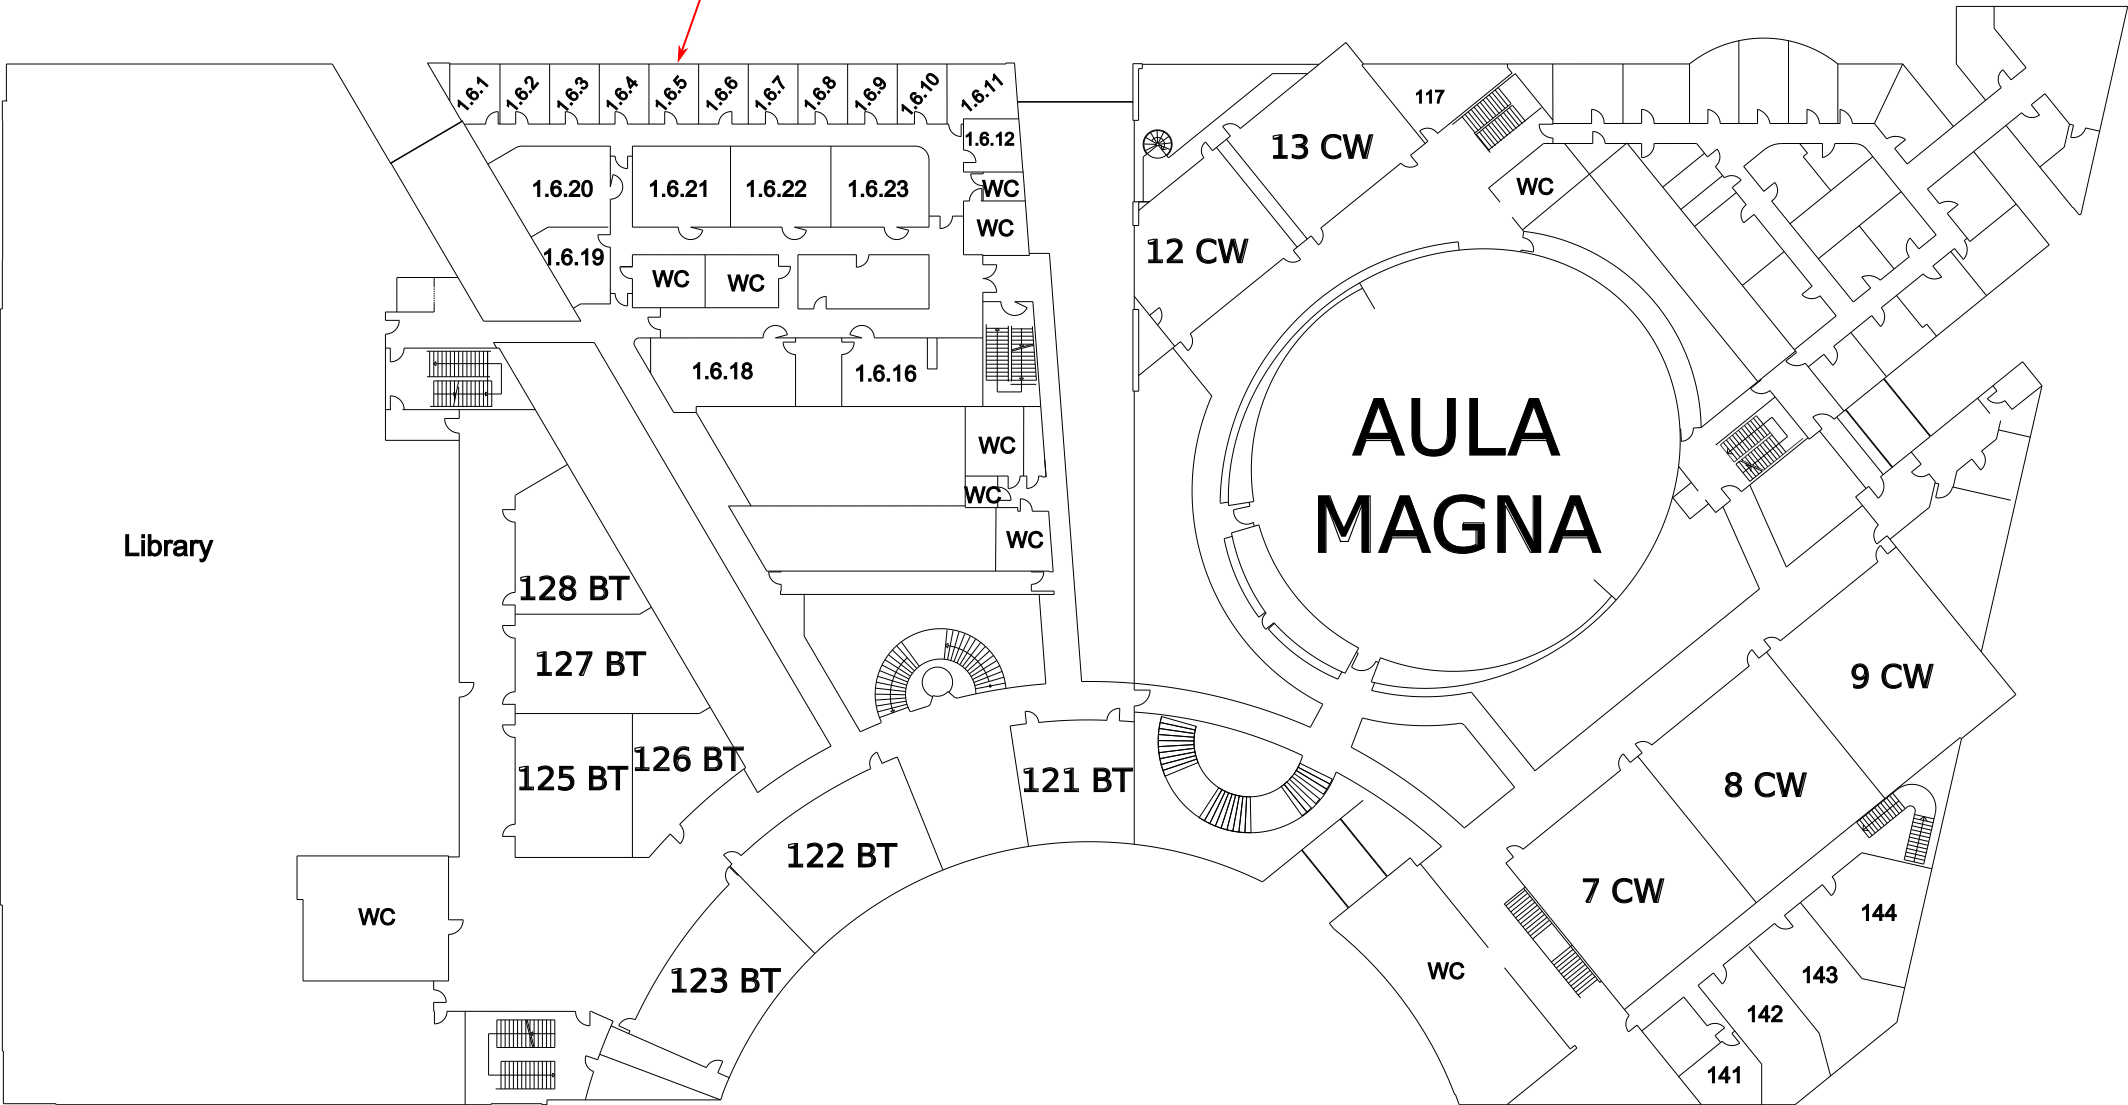 1.6.1
1.6.2
1.6.3
1.6.4
1.6.5
1.6.6
1.6.7
1.6.8
1.6.9
1.6.10
1.6.11
117
1.6.12
13 CW
1.6.20
1.6.21
1.6.22
1.6.23
WC
WC
WC
12 CW
1.6.19
WC
WC
1.6.18
1.6.16
AULA
MAGNA
WC
WC
WC
Library
128 BT
127 BT
9 CW
125 BT
126 BT
121 BT
8 CW
122 BT
7 CW
WC
144
123 BT
WC
143
142
141